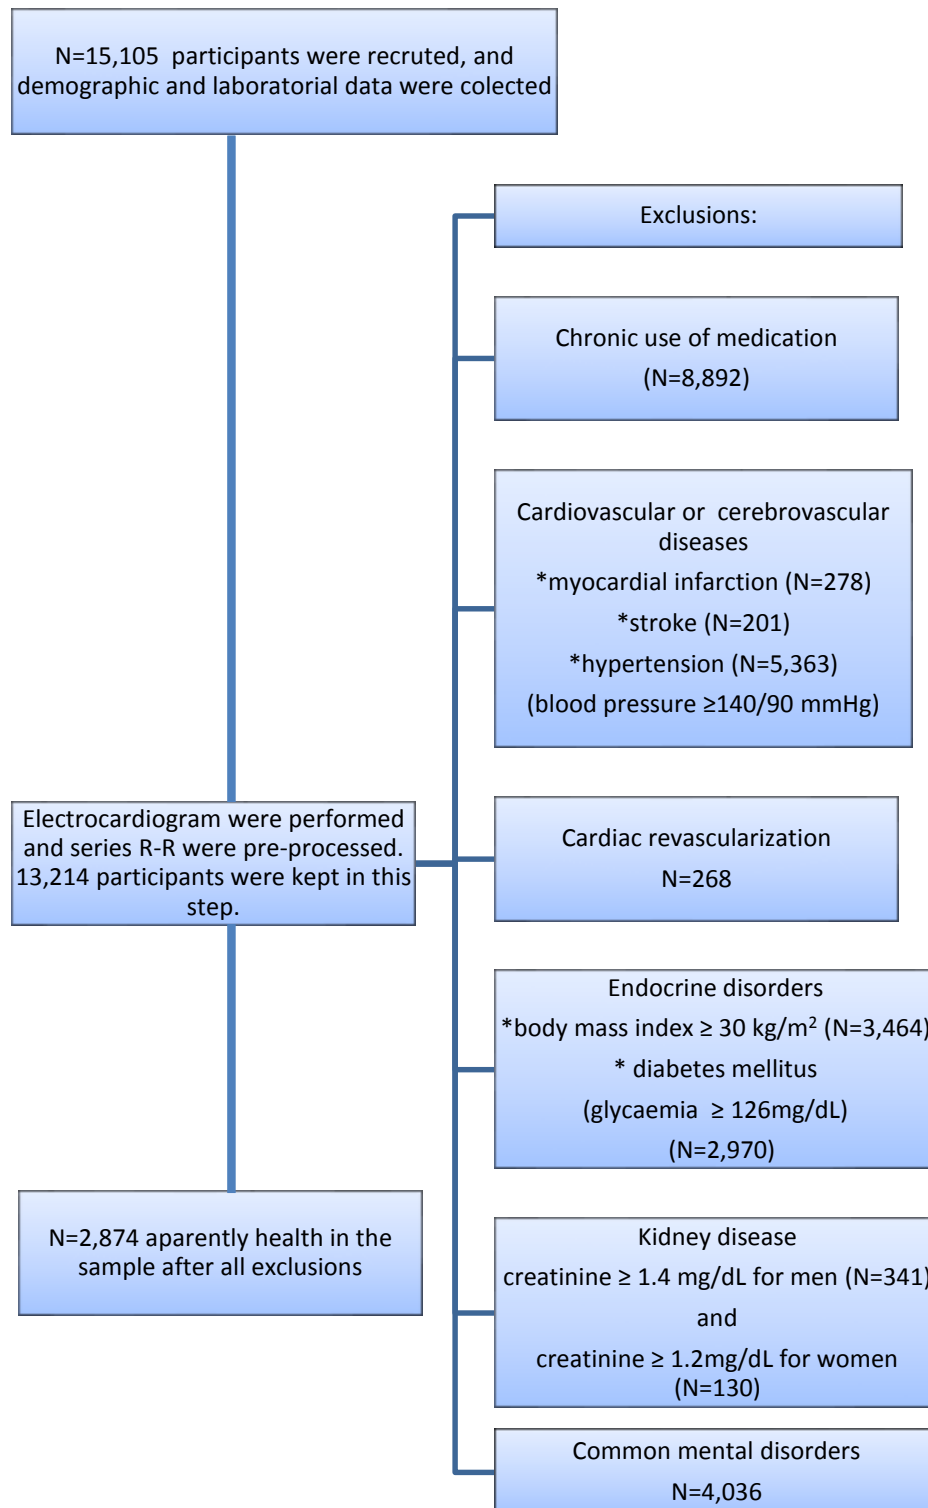 N=15,105 participants were recruted, and
demographic and laboratorial data were colected
Exclusions:
Chronic use of medication
(N=8,892)
Cardiovascular or cerebrovascular
diseases
*myocardial infarction (N=278)
*stroke (N=201)
*hypertension (N=5,363)
(blood pressure ≥140/90 mmHg)
Electrocardiogram were performed
and series R-R were pre-processed.
13,214 participants were kept in this
step.
Cardiac revascularization
N=268
Endocrine disorders
*body mass index ≥ 30 kg/m² (N=3,464)
* diabetes mellitus
(glycaemia ≥ 126mg/dL)
(N=2,970)
N=2,874 aparently health in the
sample after all exclusions
Kidney disease
creatinine ≥ 1.4 mg/dL for men (N=341)
and
creatinine ≥ 1.2mg/dL for women
(N=130)
Common mental disorders
N=4,036